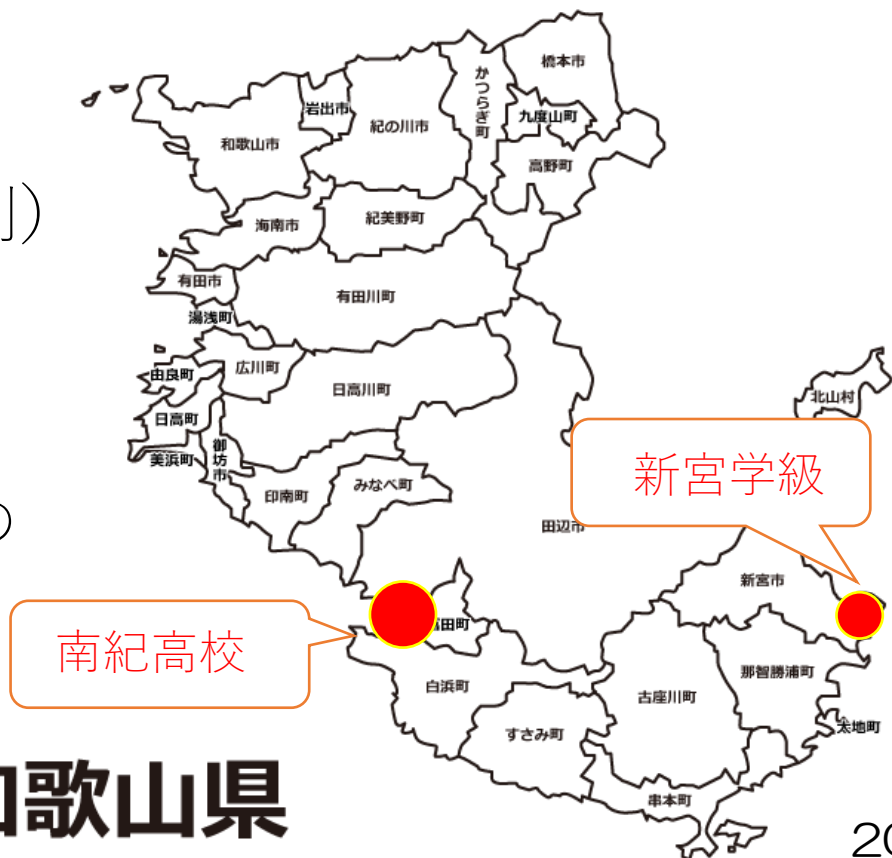 橋本市
かつらぎ町
岩出市
九度山町
紀の川市
和歌山市
高野町
海南市
紀美野町
有田市
有田川町
湯浅町
広川町
由良町
日高川町
北山村
日高町
御坊市
美浜町
新宮学級
みなべ町
印南町
田辺市
新宮市
南紀高校
田町
那智勝浦町
白浜町
古座川町
太地町
すさみ町
歌山県
串本町
20